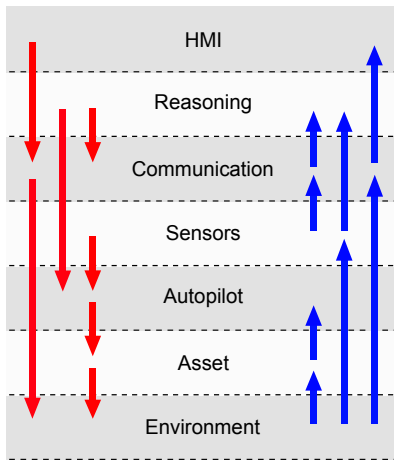 HMI
Reasoning
Communication
Sensors
Autopilot
Asset
Environment